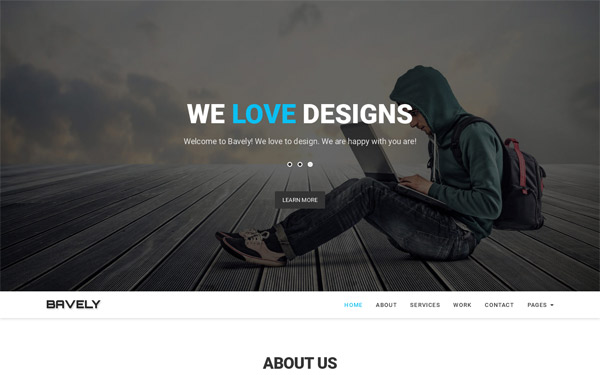 WE LOVE DESIGNS
Welcome to Bavely! We love to design. We are happy with you are!
LEARN MORE
BAVELY
HOME ABOUT SERVICES WORK CONTACT PAGES
ABOUT US